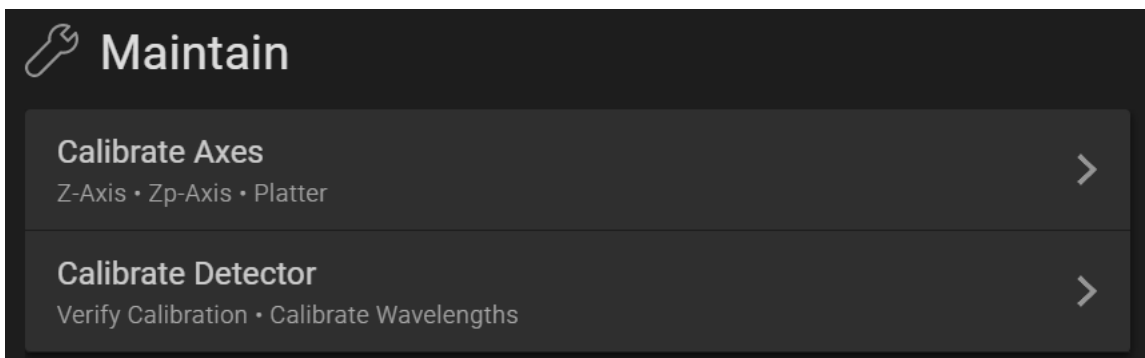 Maintain
Calibrate Axes
Z-Axis • Zp-Axis • Platter
Calibrate Detector
Verify Calibration • Calibrate Wavelengths